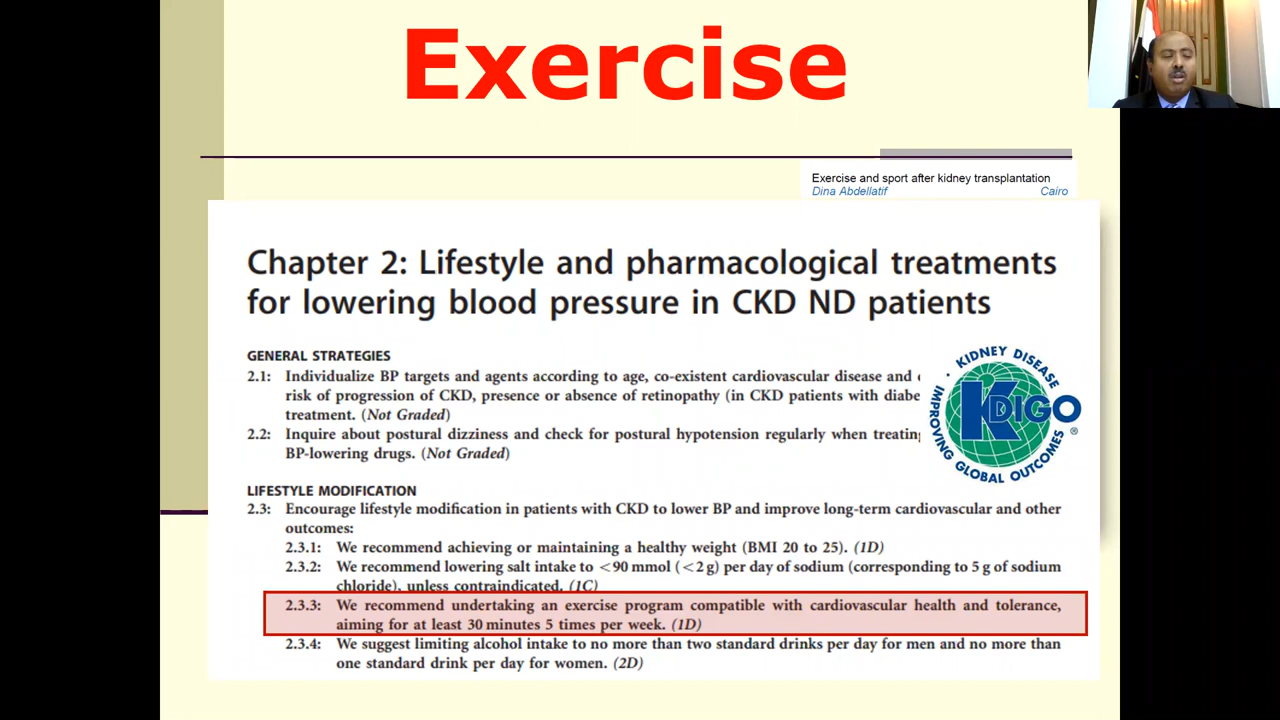 Exercise
Exercise and sport after kidney transplantation
Dina Abdellatif Cairo
Chapter 2: Lifestyle and pharmacological treatments
for lowering blood pressure in CKD ND patients
GENERAL STRATEGIES
2.1: Individualize BP targets and agents according to age, co-existent cardiovascular disease and
risk of progression of CKD, presence or absence of retinopathy (in CKD patients with diabe
treatment. (Not Graded)
2.2: Inquire about postural dizziness and check for postural hypotension regularly when treating
BP-lowering drugs. (Not Graded)
KIDNEY DISEASE
KDIGO
®
IMPROVING GLOBAL OUTCOMES
LIFESTYLE MODIFICATION
2.3: Encourage lifestyle modification in patients with CKD to lower BP and improve long-term cardiovascular and other
outcomes:
2.3.1: We recommend achieving or maintaining a healthy weight (BMI 20 to 25). (1D)
2.3.2: We recommend lowering salt intake to <90 mmol (<2 g) per day of sodium (corresponding to 5 g of sodium
chloride), unless contraindicated. (1C)
2.3.3: We recommend undertaking an exercise program compatible with cardiovascular health and tolerance,
aiming for at least 30 minutes 5 times per week. (1D)
2.3.4: We suggest limiting alcohol intake to no more than two standard drinks per day for men and no more than
one standard drink per day for women. (2D)